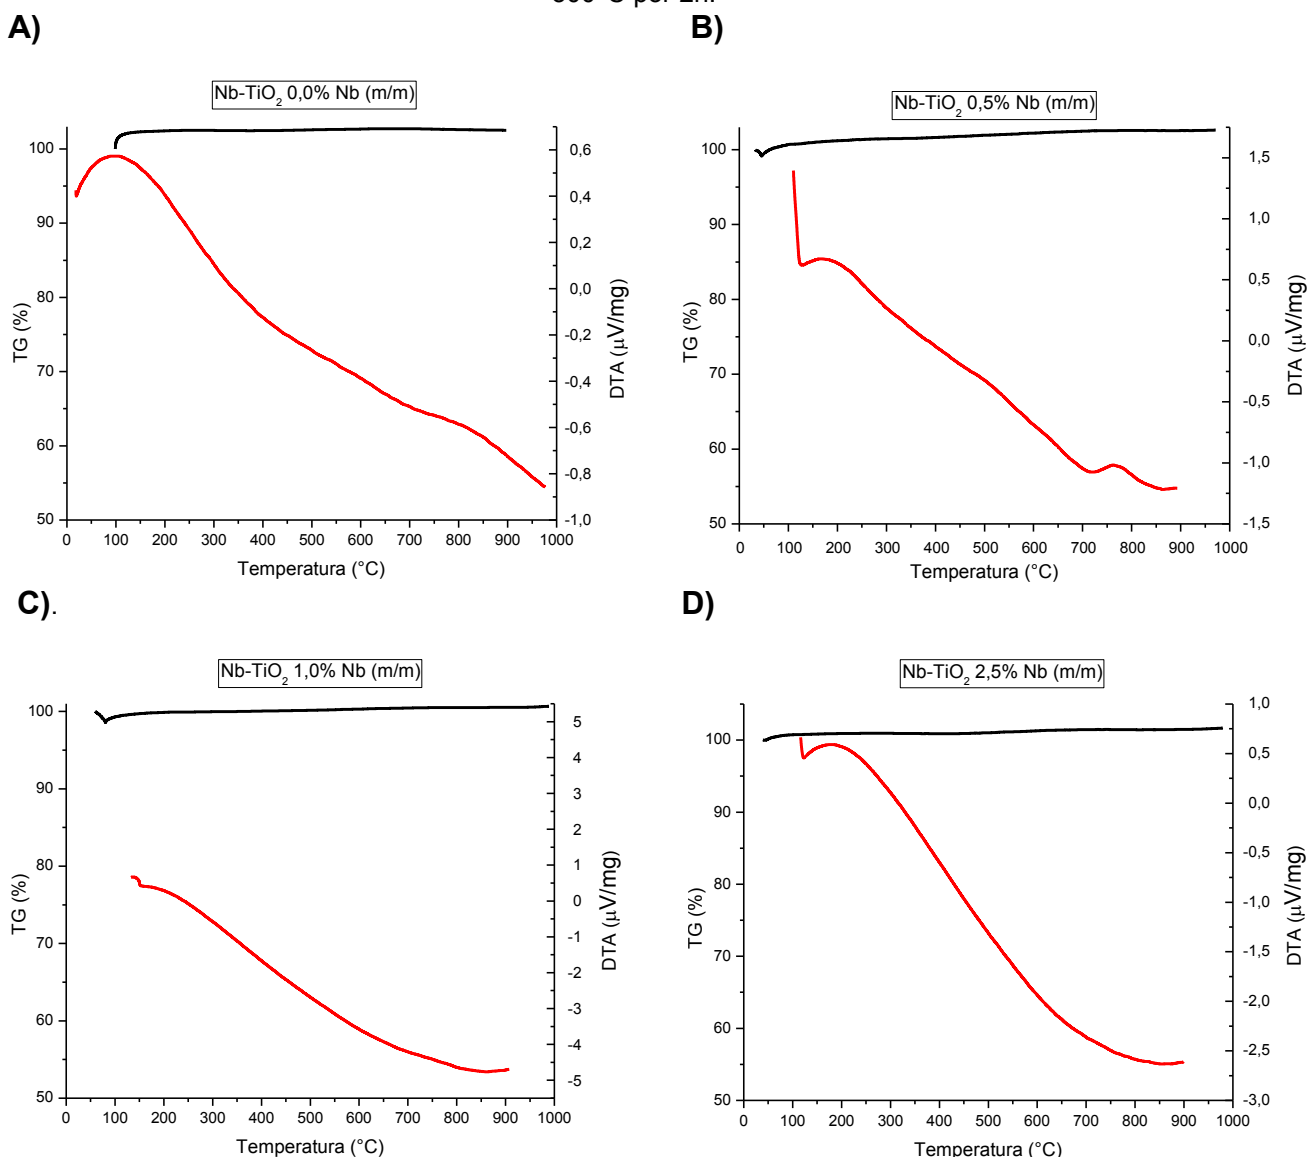 500°C por 2h.
A)
B)
Nb-TiO2 0,0% Nb (m/m)
Nb-TiO2 0,5% Nb (m/m)
100
90
80
70
60
50
TG (%)
0,6
0,4
0,2
0,0
-0,2
-0,4
-0,6
-0,8
-1,0
DTA (μV/mg)
0 100 200 300 400 500 600 700 800 900 1000
Temperatura (°C)
100
90
80
70
60
50
TG (%)
1,5
1,0
0,5
0,0
-0,5
-1,0
-1,5
DTA (μV/mg)
0 100 200 300 400 500 600 700 800 900 1000
Temperatura (°C)
C).
D)
Nb-TiO2 1,0% Nb (m/m)
Nb-TiO2 2,5% Nb (m/m)
100
90
80
70
60
50
TG (%)
5
4
3
2
1
0
-1
-2
-3
-4
-5
DTA (μV/mg)
0 100 200 300 400 500 600 700 800 900 1000
Temperatura (°C)
100
90
80
70
60
50
TG (%)
1,0
0,5
0,0
-0,5
-1,0
-1,5
-2,0
-2,5
-3,0
DTA (μV/mg)
0 100 200 300 400 500 600 700 800 900 1000
Temperatura (°C)